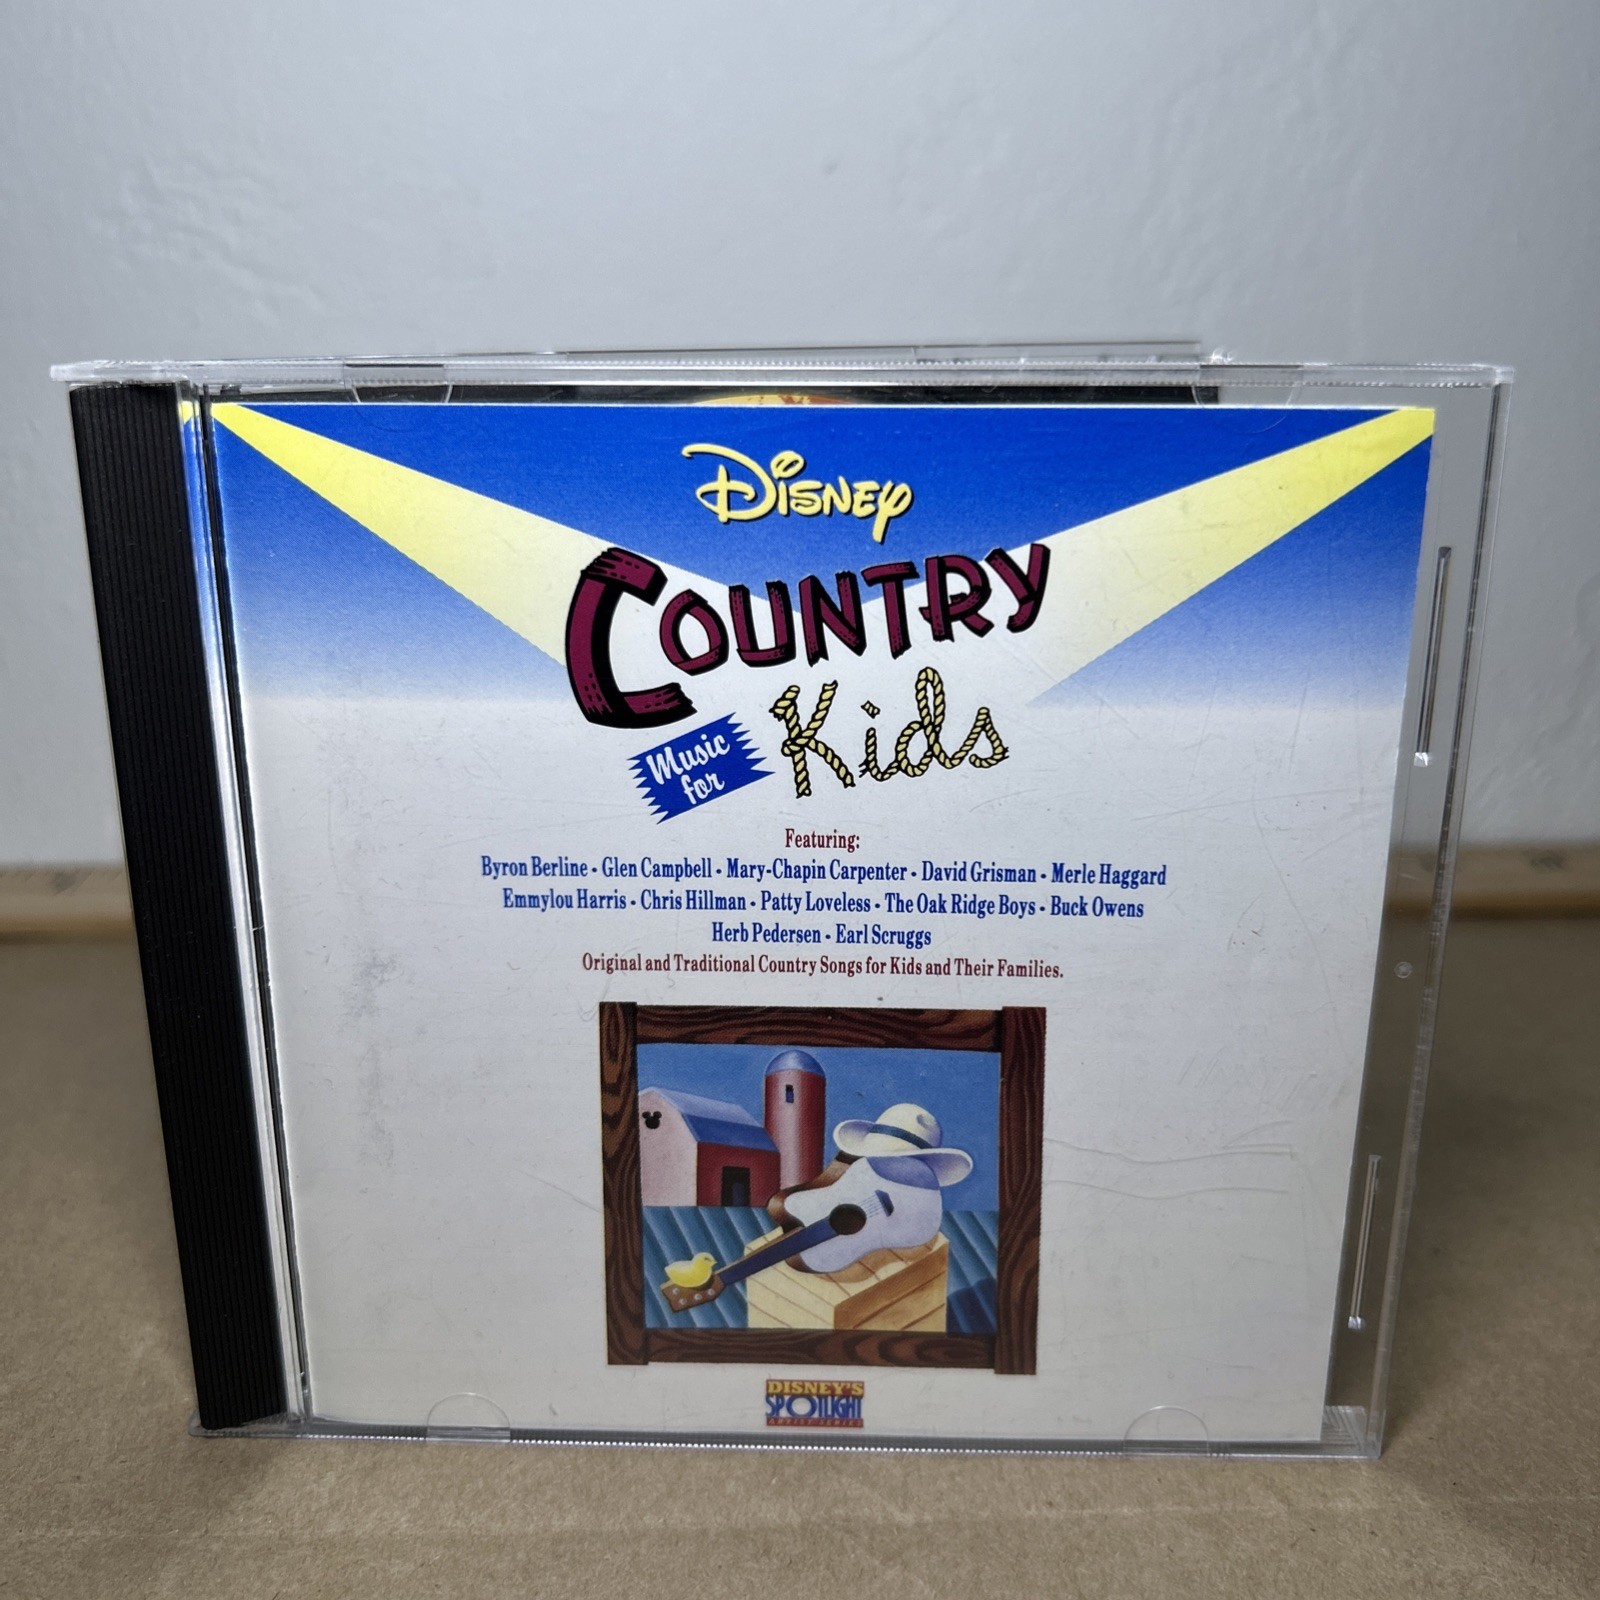 Disney
Country
Music for
Kids
Featuring:
Byron Berline - Glen Campbell - Mary-Chapin Carpenter - David Grisman - Merle Haggard
Emmylou Harris - Chris Hillman - Patty Loveless - The Oak Ridge Boys - Buck Owens
Herb Pedersen - Earl Scruggs
Original and Traditional Country Songs for Kids and Their Families.
DISNEY'S
SPOTLIGHT
ARTIST SERIES